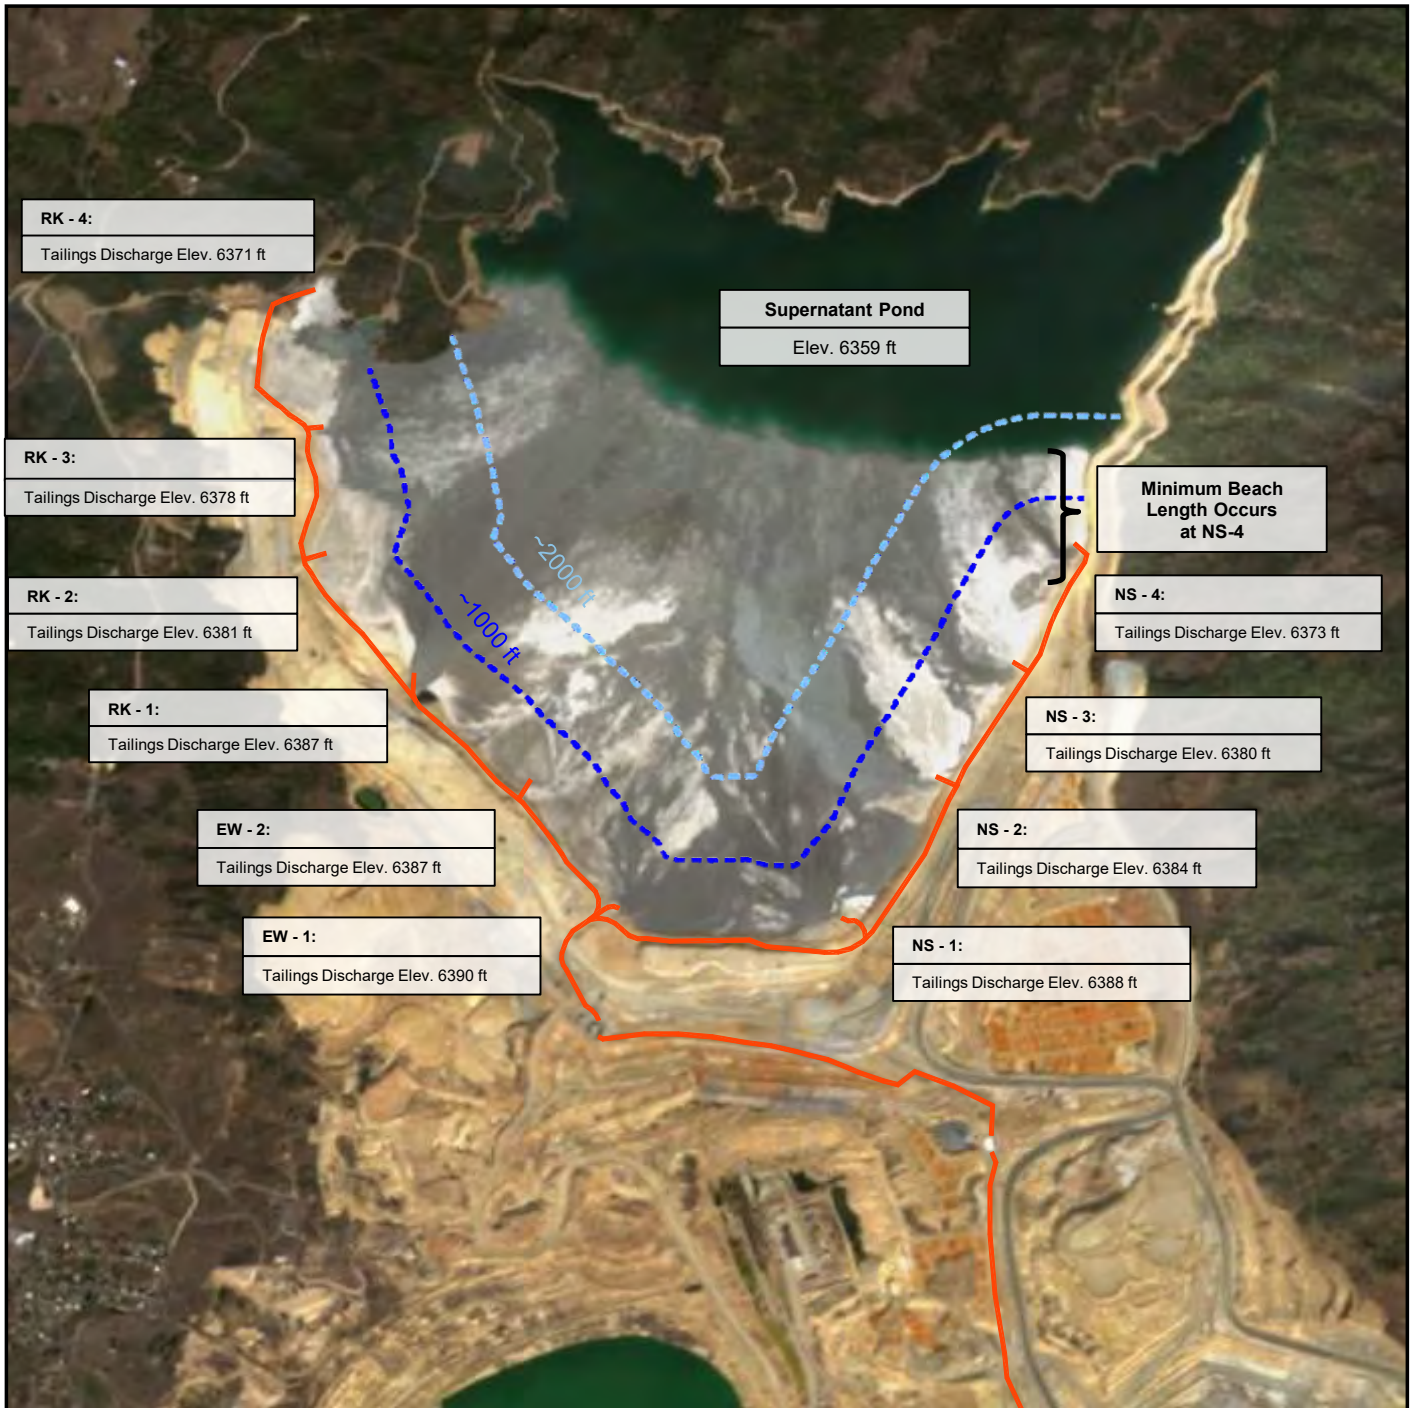 RK - 4:
Tailings Discharge Elev. 6371 ft
Supernatant Pond
Elev. 6359 ft
RK - 3:
Tailings Discharge Elev. 6378 ft
Minimum Beach
Length Occurs
at NS-4
~2000 ft
~1000 ft
RK - 2:
Tailings Discharge Elev. 6381 ft
NS - 4:
Tailings Discharge Elev. 6373 ft
RK - 1:
Tailings Discharge Elev. 6387 ft
NS - 3:
Tailings Discharge Elev. 6380 ft
EW - 2:
Tailings Discharge Elev. 6387 ft
NS - 2:
Tailings Discharge Elev. 6384 ft
EW - 1:
Tailings Discharge Elev. 6390 ft
NS - 1:
Tailings Discharge Elev. 6388 ft